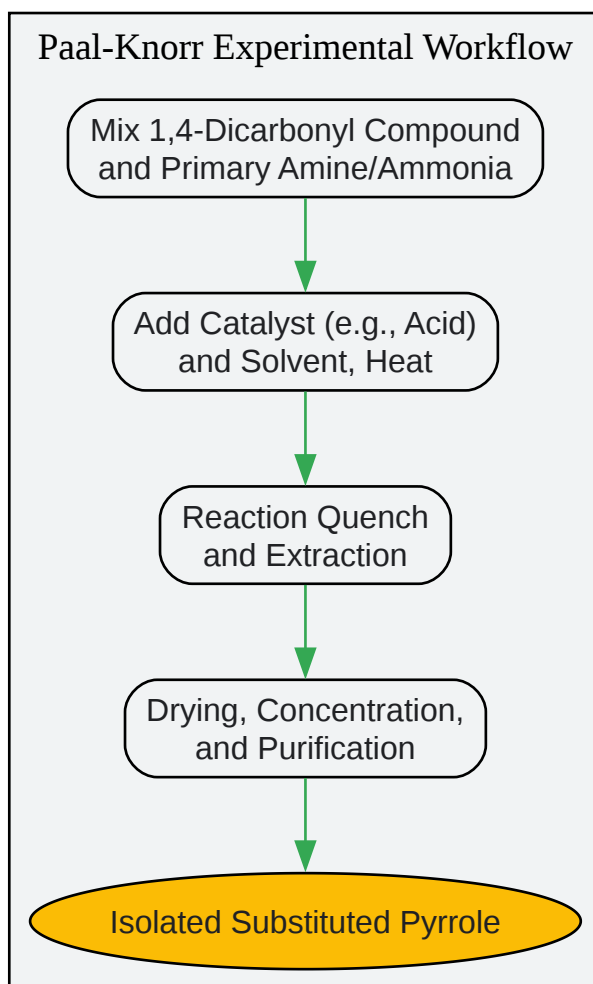 Paal-Knorr Experimental Workflow
Mix 1,4-Dicarbonyl Compound
and Primary Amine/Ammonia
Add Catalyst (e.g., Acid)
and Solvent, Heat
Reaction Quench
and Extraction
Drying, Concentration,
and Purification
Isolated Substituted Pyrrole